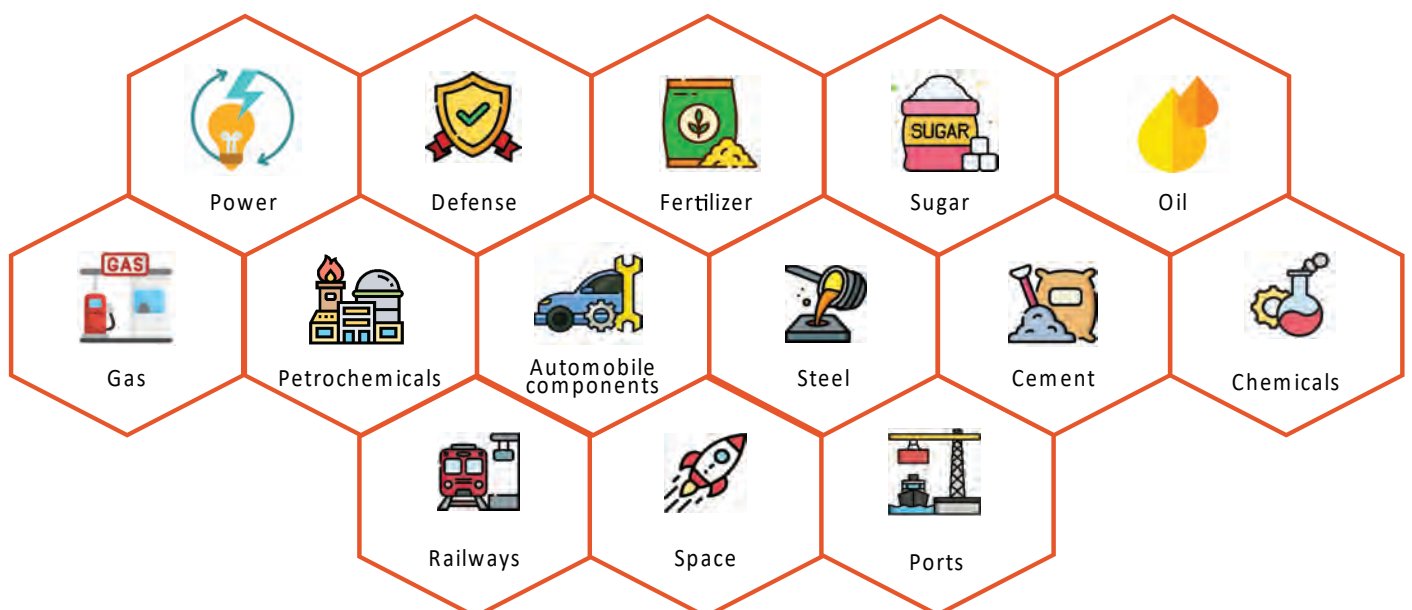 SUGAR
Power
Defense
Fertilizer
Sugar
Oil
GAS
Gas
Petrochemicals
Automobile
components
Steel
Cement
Chemicals
Railways
Space
Ports